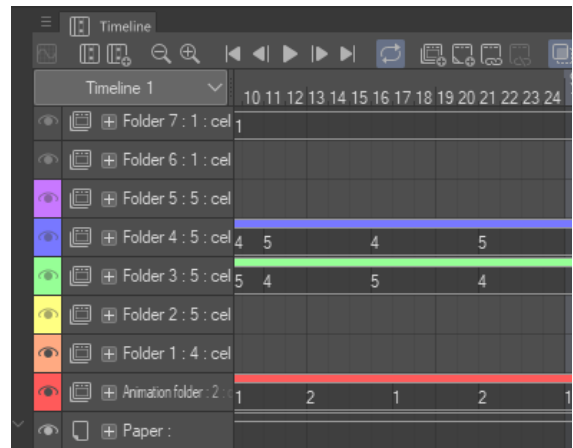 Timeline
Timeline 1
10 11 12 13 14 15 16 17 18 19 20 21 22 23 24
Folder 7 : 1 : cel 1
Folder 6 : 1 : cel
Folder 5 : 5 : cel
Folder 4 : 5 : cel 4 5 4 5
Folder 3 : 5 : cel 5 4 5 4
Folder 2 : 5 : cel
Folder 1 : 4 : cel
Animation folder : 2 : 1 2 1 2 1
Paper :